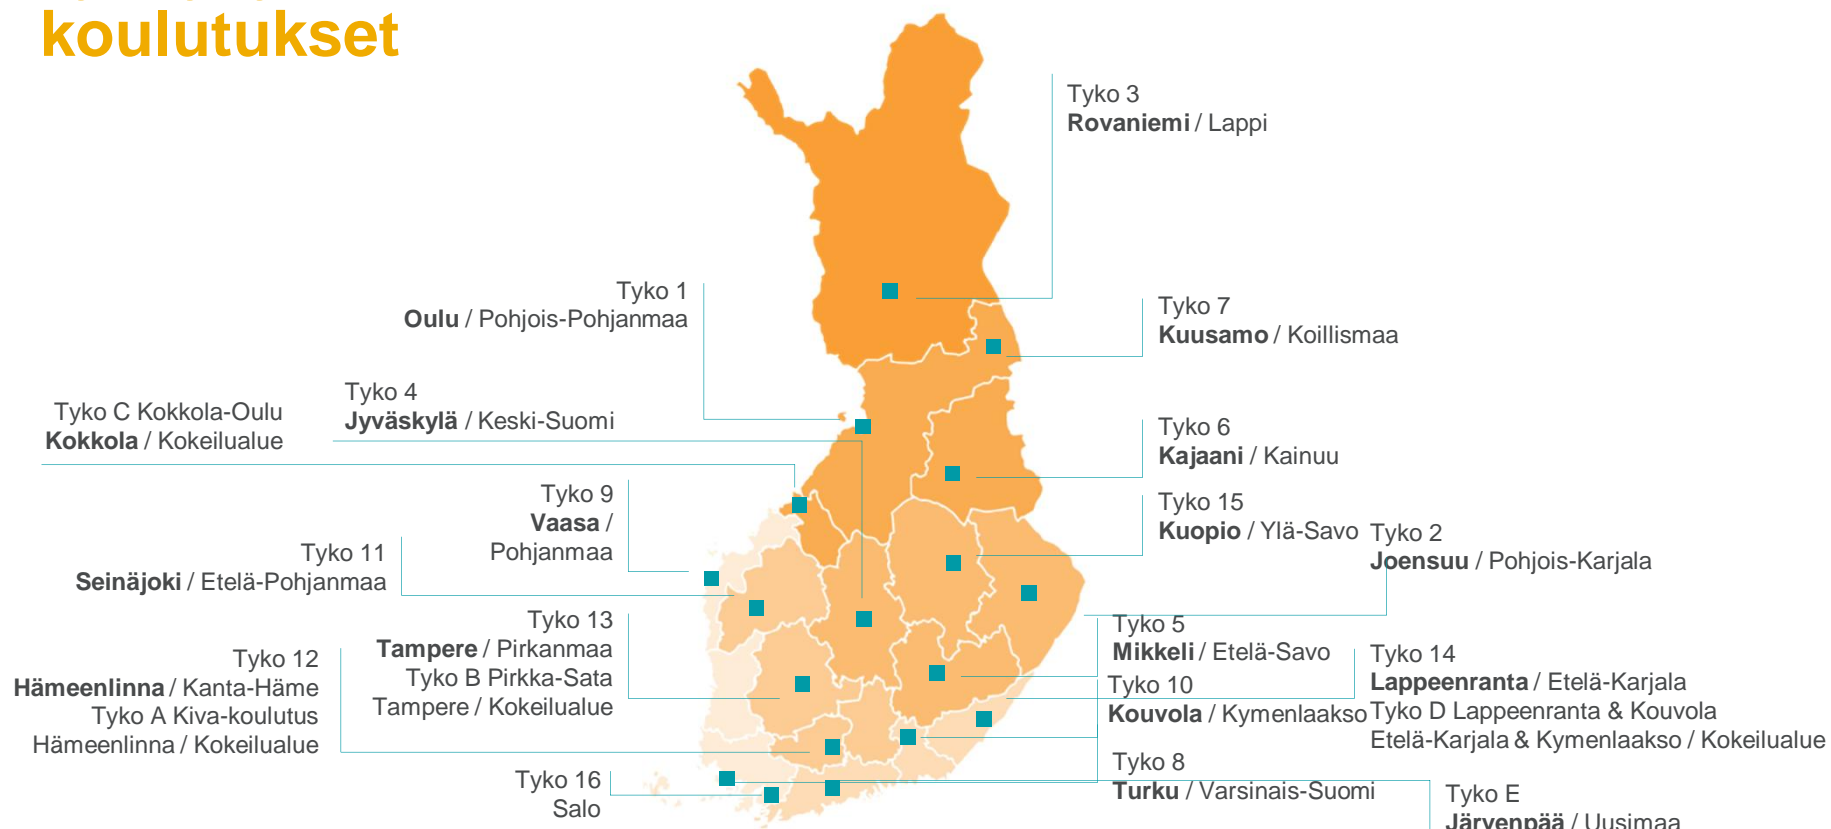 koulutukset
Tyko 3
Rovaniemi / Lappi
Tyko 1
Oulu / Pohjois-Pohjanmaa
Tyko 7
Kuusamo / Koillismaa
Tyko 4
Jyväskylä / Keski-Suomi
Tyko C Kokkola-Oulu
Kokkola / Kokeilualue
Tyko 6
Kajaani / Kainuu
Tyko 9
Vaasa /
Pohjanmaa
Tyko 15
Kuopio / Ylä-Savo
Tyko 2
Joensuu / Pohjois-Karjala
Tyko 11
Seinäjoki / Etelä-Pohjanmaa
Tyko 13
Tampere / Pirkanmaa
Tyko B Pirkka-Sata
Tampere / Kokeilualue
Tyko 5
Mikkeli / Etelä-Savo
Tyko 12
Hämeenlinna / Kanta-Häme
Tyko A Kiva-koulutus
Hämeenlinna / Kokeilualue
Tyko 10
Kouvola / Kymenlaakso
Tyko 14
Lappeenranta / Etelä-Karjala
Tyko D Lappeenranta & Kouvola
Etelä-Karjala & Kymenlaakso / Kokeilualue
Tyko 16
Salo
Tyko 8
Turku / Varsinais-Suomi
Tyko E
Järvenpää / Uusimaa